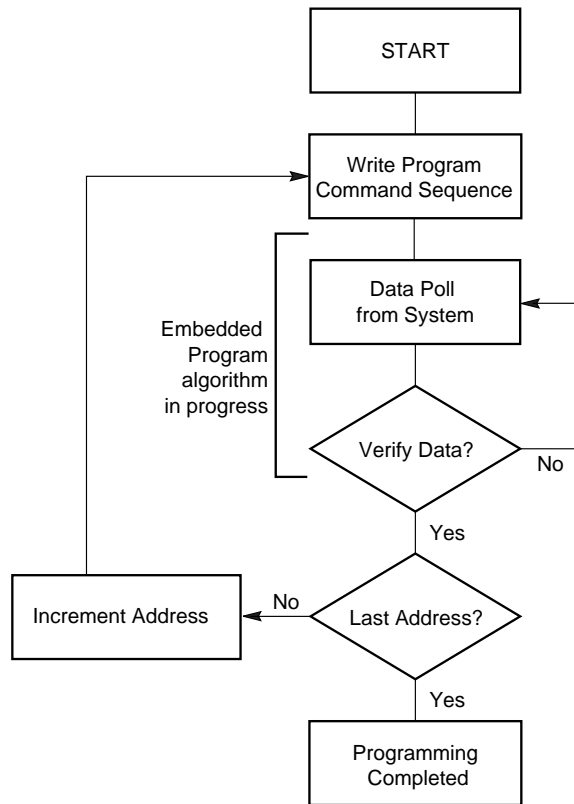 START
Write Program
Command Sequence
Data Poll
from System
Embedded
Program
algorithm
in progress
Verify Data?
No
Yes
Last Address?
No
Increment Address
Yes
Programming
Completed